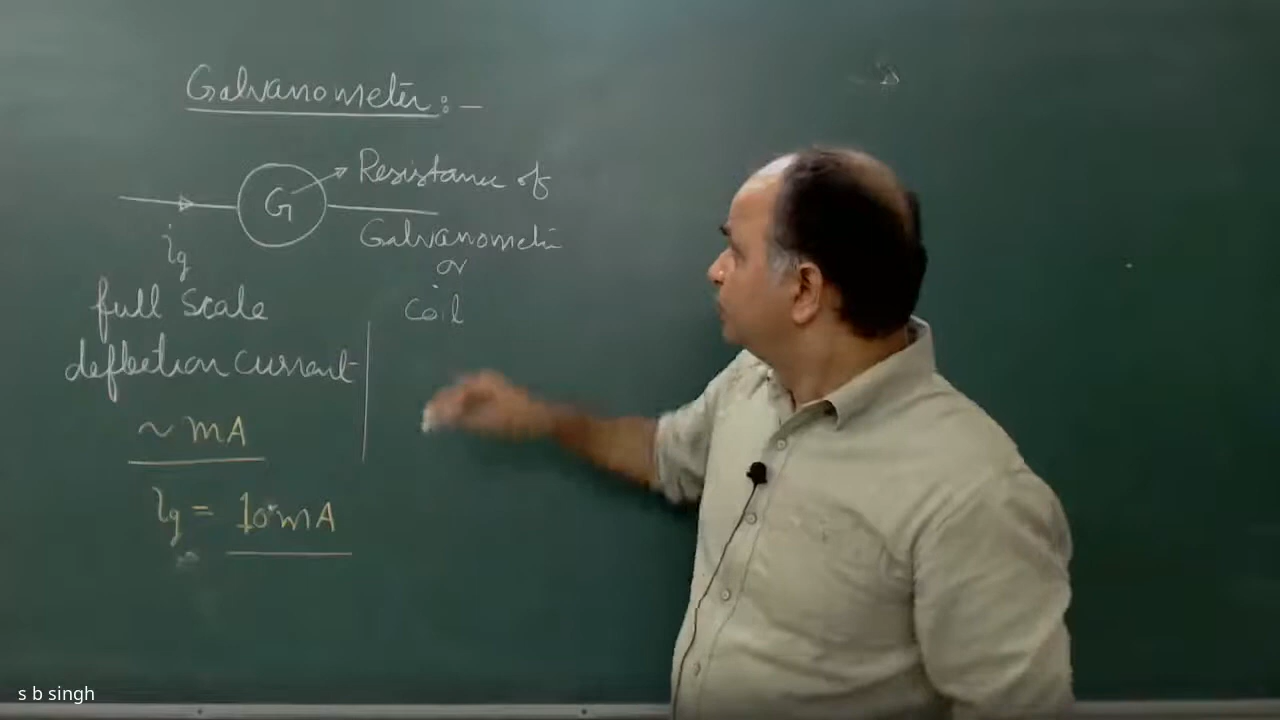 Galvanometer :-
G
Resistance of
Galvanometer
or
coil
ig
full scale
deflection current
~ mA
ig = 10 mA
s b singh